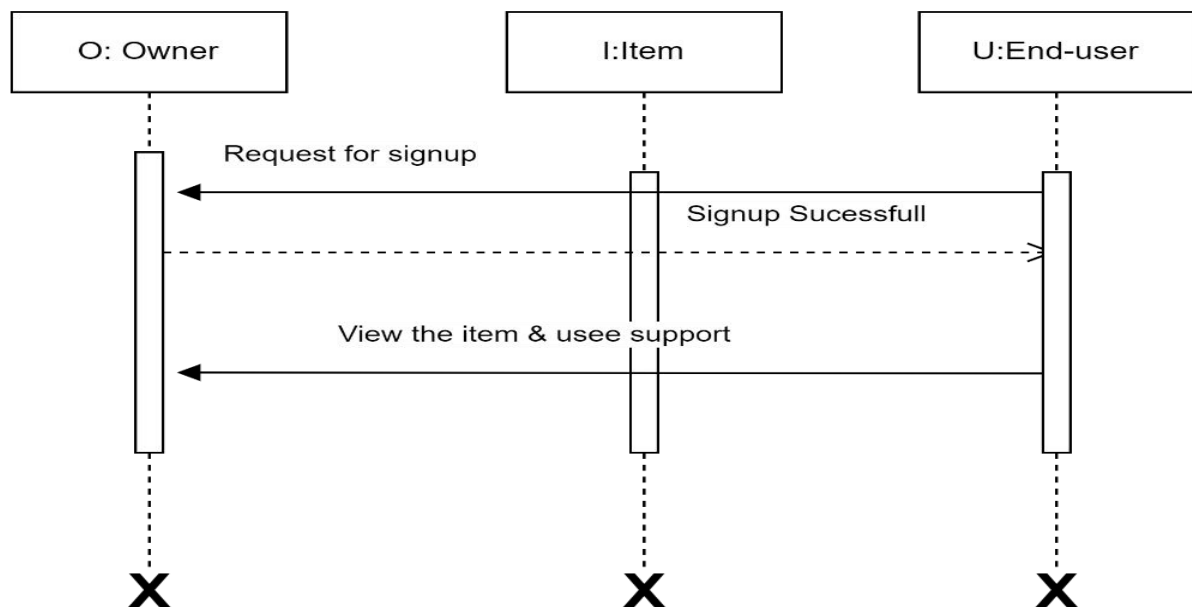 O: Owner
I:Item
U:End-user
Request for signup
Signup Sucessfull
View the item & usee support
X
X
X